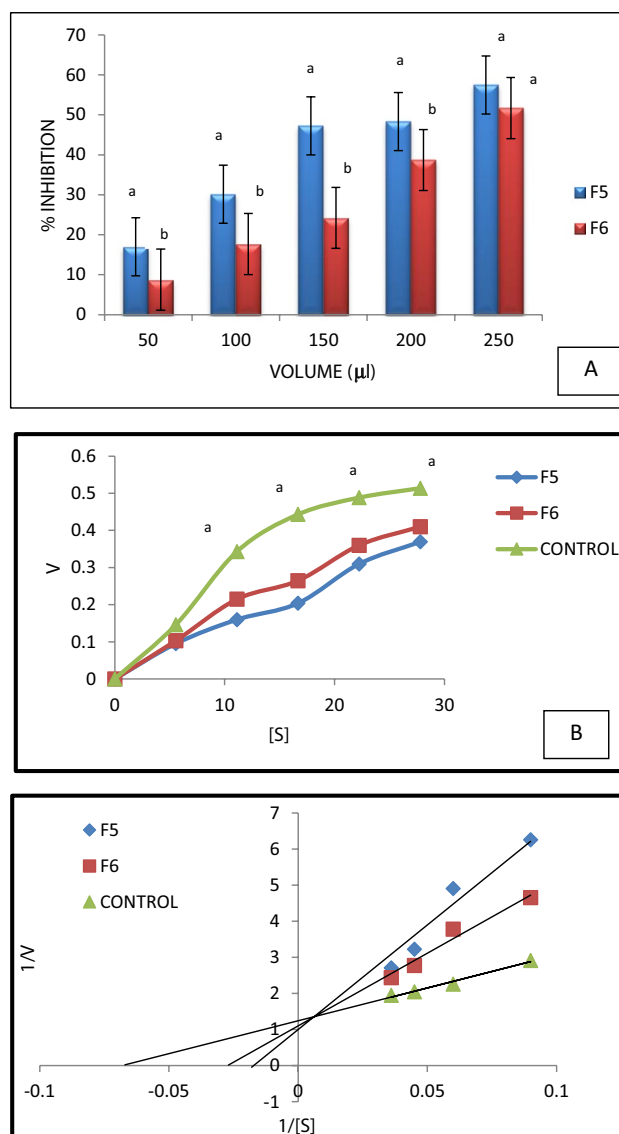 70
60
50
40
30
20
10
0
% INHIBITION
a
b
a
b
a
b
a
b
a
a
50 100 150 200 250
VOLUME (µl)
F5
F6
A
0.6
0.5
0.4
0.3
0.2
0.1
0
V
a
a
a
a
0 10 20 30
[S]
F5
F6
CONTROL
B
F5
F6
CONTROL
7
6
5
4
3
2
1
0
-1
1/V
-0.1 -0.05 0 0.05 0.1
1/[S]